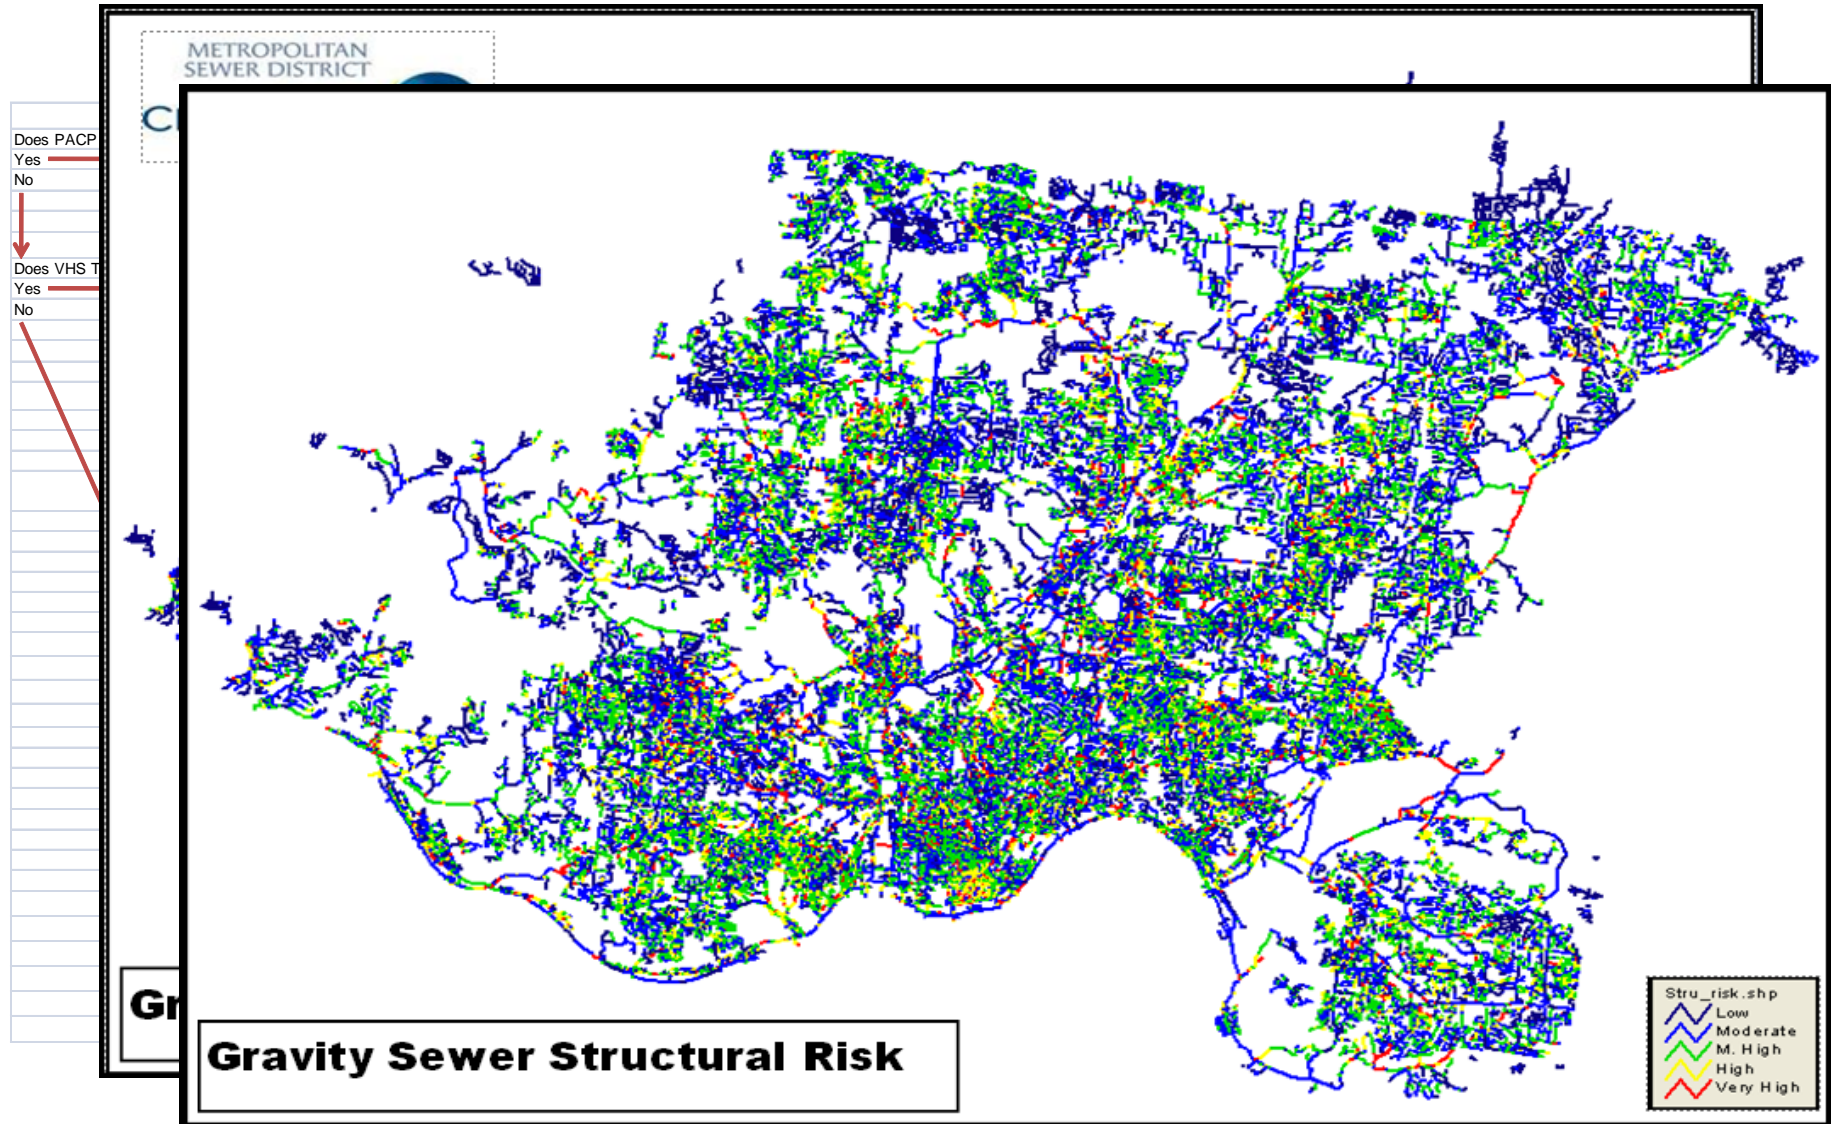 METROPOLITAN
SEWER DISTRICT
Does PACP
Yes
No
Does VHS T
Yes
No
Gr
Gravity Sewer Structural Risk
Stru_risk.shp
Low
Moderate
M. High
High
Very High